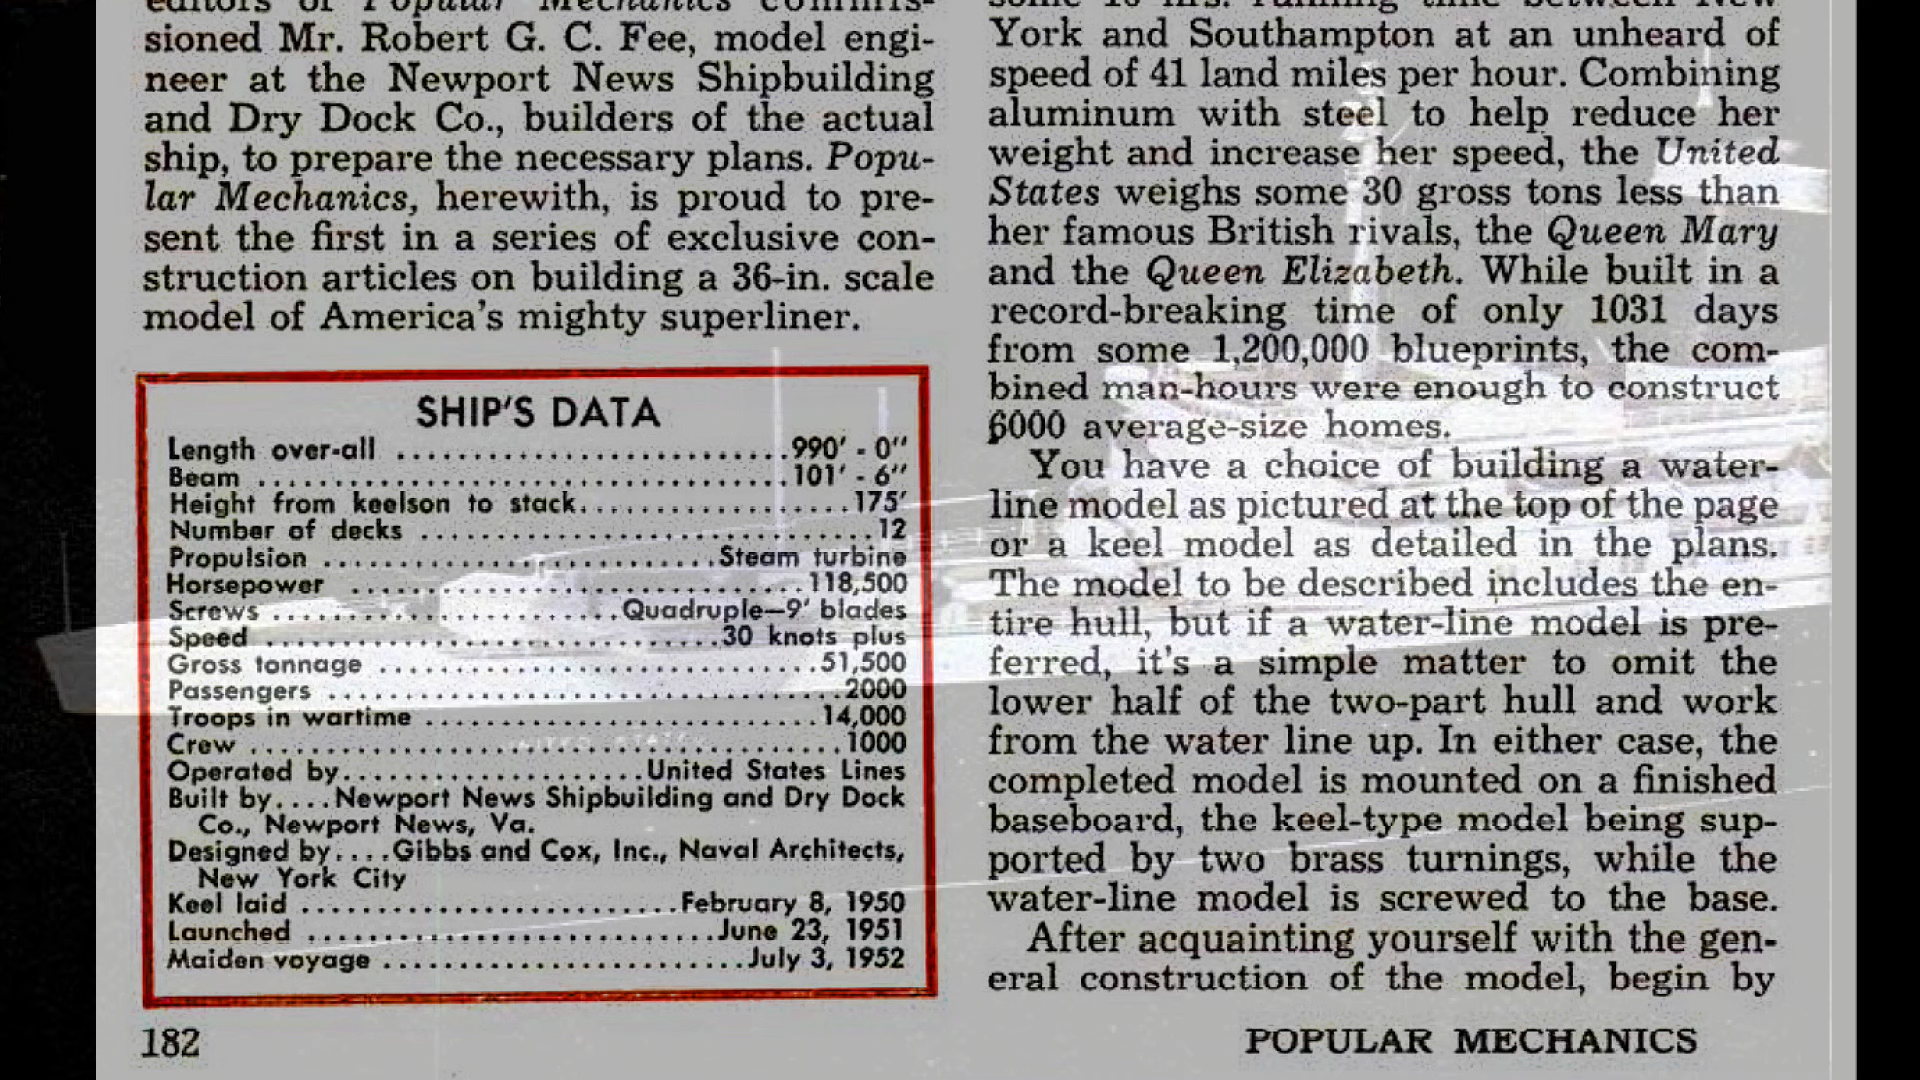 editors of Popular Mechanics commis-
sioned Mr. Robert G. C. Fee, model engi-
neer at the Newport News Shipbuilding
and Dry Dock Co., builders of the actual
ship, to prepare the necessary plans. Popu-
lar Mechanics, herewith, is proud to pre-
sent the first in a series of exclusive con-
struction articles on building a 36-in. scale
model of America's mighty superliner.
SHIP'S DATA
Length over-all ........................990' - 0"
Beam ................................101' - 6"
Height from keelson to stack.................175'
Number of decks ............................12
Propulsion ........................Steam turbine
Horsepower ...........................118,500
Screws .....................Quadruple—9' blades
Speed ............................30 knots plus
Gross tonnage ..........................51,500
Passengers ..............................2000
Troops in wartime ........................14,000
Crew ....................................1000
Operated by...................United States Lines
Built by....Newport News Shipbuilding and Dry Dock
Co., Newport News, Va.
Designed by....Gibbs and Cox, Inc., Naval Architects,
New York City
Keel laid .......................February 8, 1950
Launched .........................June 23, 1951
Maiden voyage ......................July 3, 1952
182
some 10 hrs. running time between New
York and Southampton at an unheard of
speed of 41 land miles per hour. Combining
aluminum with steel to help reduce her
weight and increase her speed, the United
States weighs some 30 gross tons less than
her famous British rivals, the Queen Mary
and the Queen Elizabeth. While built in a
record-breaking time of only 1031 days
from some 1,200,000 blueprints, the com-
bined man-hours were enough to construct
6000 average-size homes.
You have a choice of building a water-
line model as pictured at the top of the page
or a keel model as detailed in the plans.
The model to be described includes the en-
tire hull, but if a water-line model is pre-
ferred, it's a simple matter to omit the
lower half of the two-part hull and work
from the water line up. In either case, the
completed model is mounted on a finished
baseboard, the keel-type model being sup-
ported by two brass turnings, while the
water-line model is screwed to the base.
After acquainting yourself with the gen-
eral construction of the model, begin by
POPULAR MECHANICS